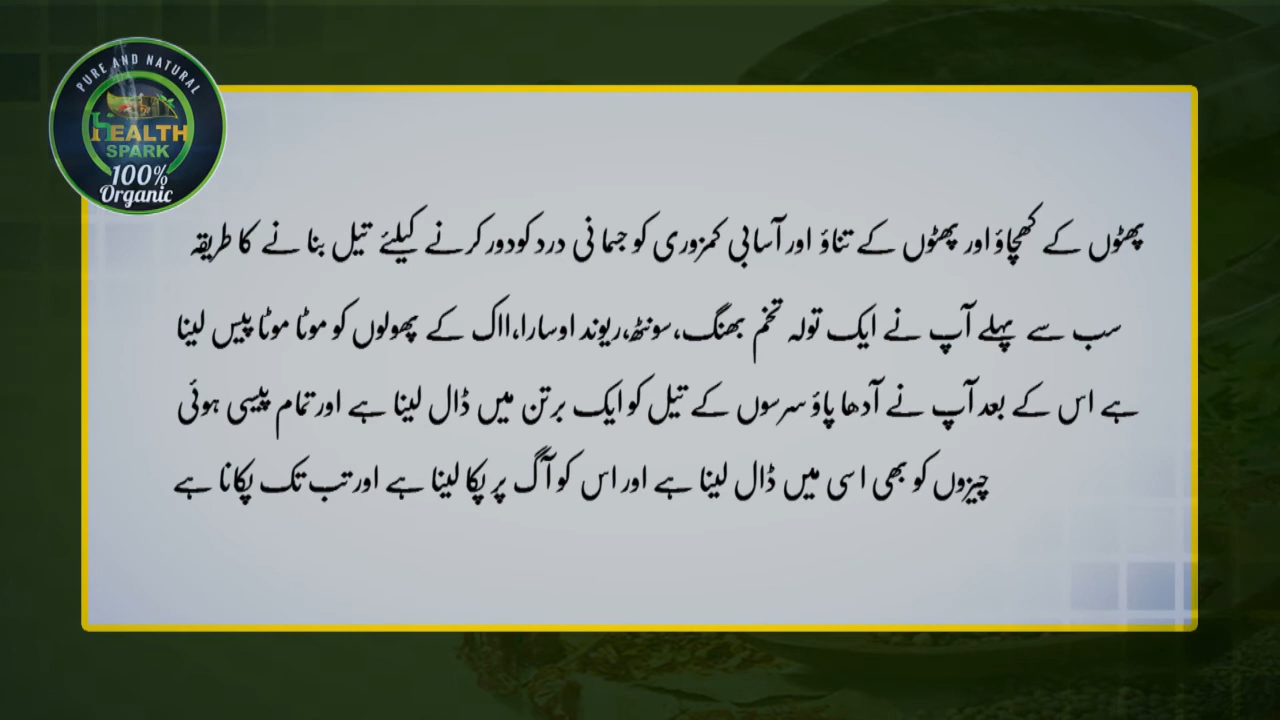 PURE AND NATURAL
HEALTH
SPARK
100%
Organic
پھٹوں کے کھچاؤ اور پھٹوں کے تناؤ اور آسابی کمزوری کو جسمانی درد کودور کرنے کیلئے تیل بنانے کا طریقہ
سب سے پہلے آپ نے ایک تولہ تخم بھنگ،سونٹھ،ریوند اوسارا،ااک کے پھولوں کو موٹا موٹا پیس لینا
ہے اس کے بعد آپ نے آدھا پاؤ سرسوں کے تیل کو ایک برتن میں ڈال لینا ہے اور تمام پیسی ہوئی
چیزوں کو بھی اسی میں ڈال لینا ہے اور اس کو آگ پر پکا لینا ہے اور تب تک پکانا ہے